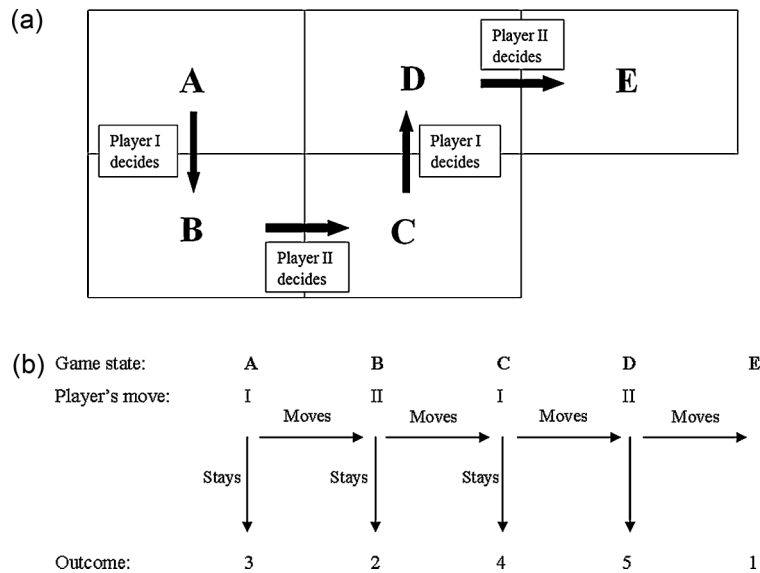 (a)
Player II
decides
A
D
E
Player I
decides
Player I
decides
B
C
Player II
decides
(b)
Game state: A B C D E
Player's move: I II I II
Moves Moves Moves Moves
Stays Stays Stays
Outcome: 3 2 4 5 1